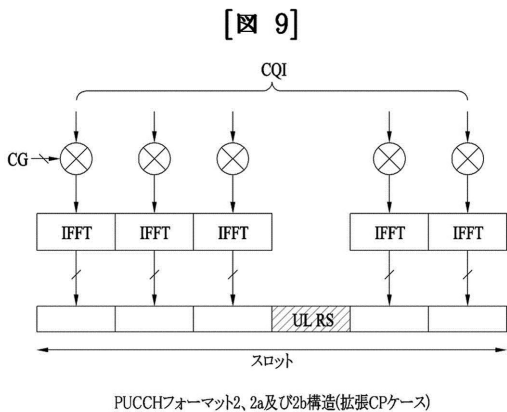 [図 9]
CQI
CG
IFFT IFFT IFFT IFFT IFFT
UL RS
スロット
PUCCHフォーマット2、2a及び2b構造(拡張CPケース)